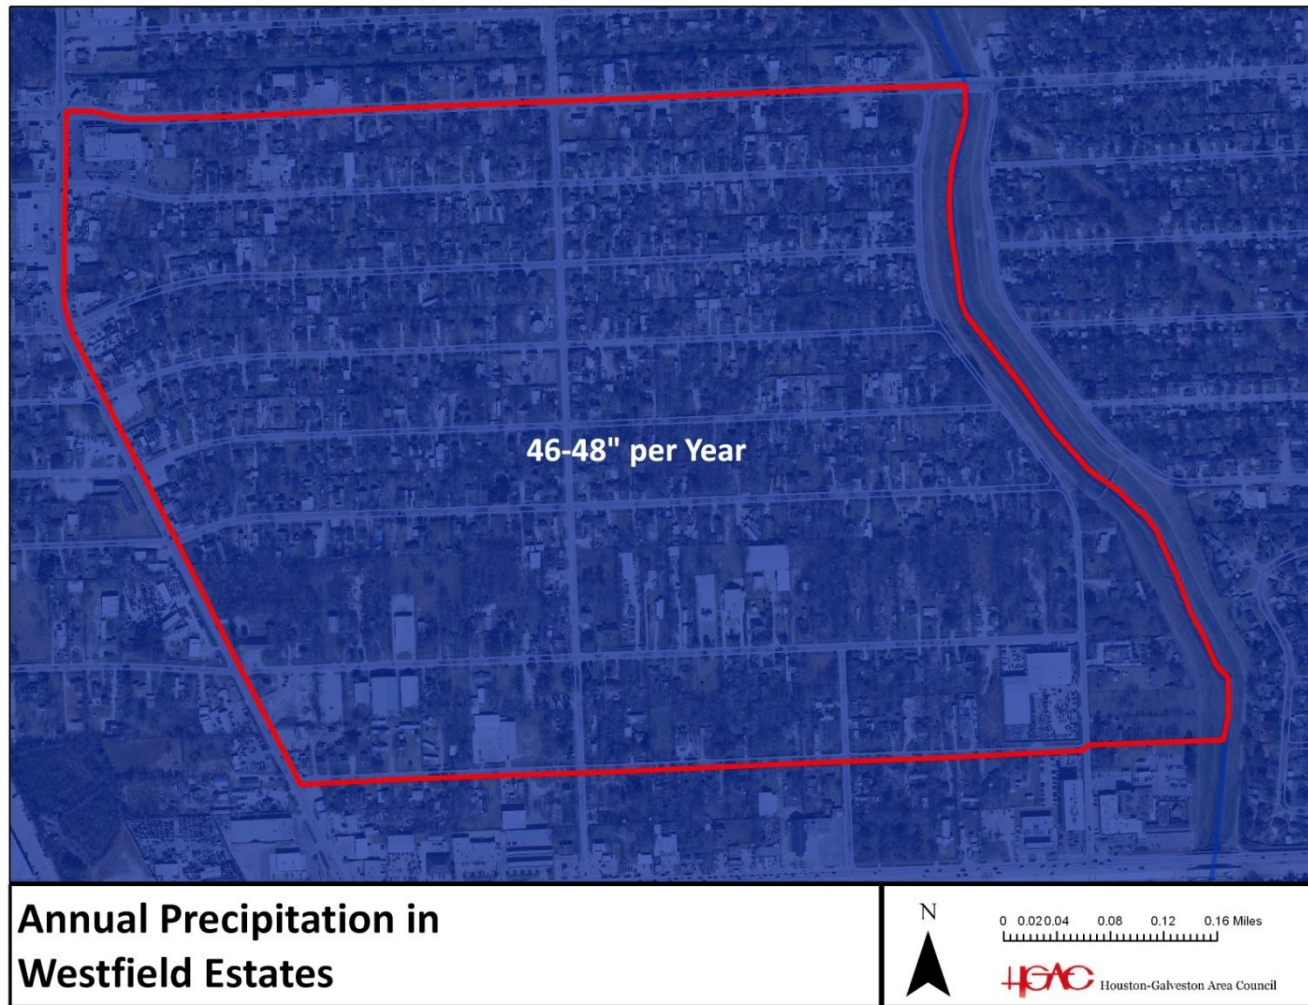 46-48" per Year
Annual Precipitation in
Westfield Estates
N
0 0.02 0.04 0.08 0.12 0.16 Miles
HGAC Houston-Galveston Area Council